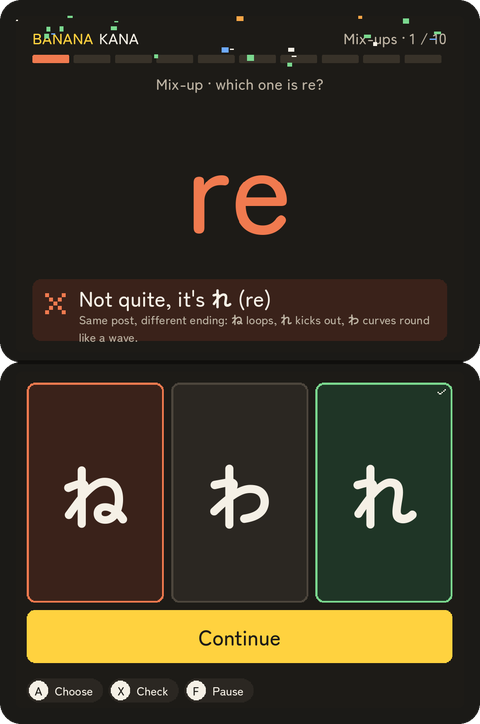 BANANA KANA
Mix-ups · 1 / 10
Mix-up · which one is re?
re
Not quite, it's れ (re)
Same post, different ending: ね loops, れ kicks out, わ curves round
like a wave.
ね わ れ
Continue
A Choose X Check F Pause